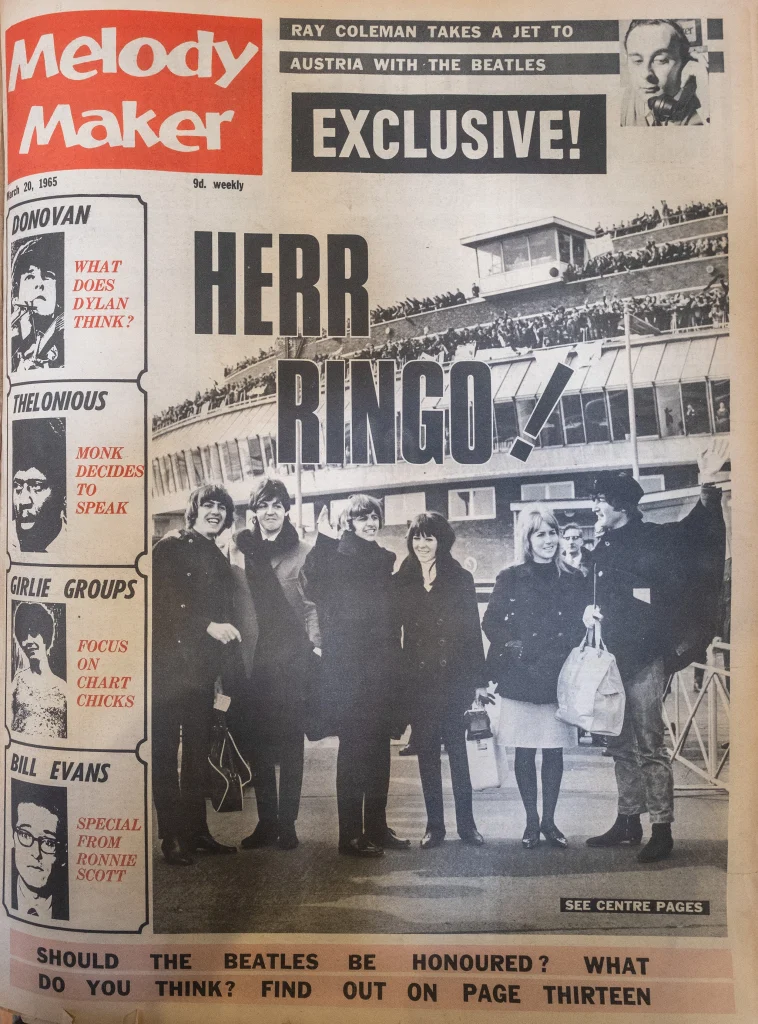 Melody
Maker
RAY COLEMAN TAKES A JET TO
AUSTRIA WITH THE BEATLES
EXCLUSIVE!
March 20, 1965
9d. weekly
DONOVAN
WHAT
DOES
DYLAN
THINK?
THELONIOUS
MONK
DECIDES
TO
SPEAK
GIRLIE GROUPS
FOCUS
ON
CHART
CHICKS
BILL EVANS
SPECIAL
FROM
RONNIE
SCOTT
HERR
RINGO!
SEE CENTRE PAGES
SHOULD THE BEATLES BE HONOURED? WHAT
DO YOU THINK? FIND OUT ON PAGE THIRTEEN